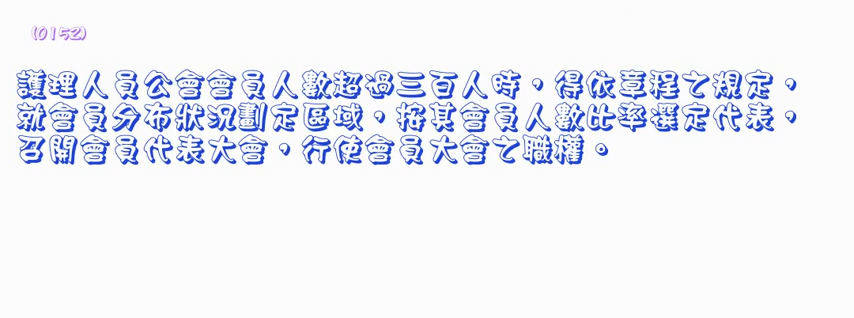 (0152)
護理人員公會會員人數超過三百人時，得依章程之規定，
就會員分布狀況劃定區域，按其會員人數比率選定代表，
召開會員代表大會，行使會員大會之職權。